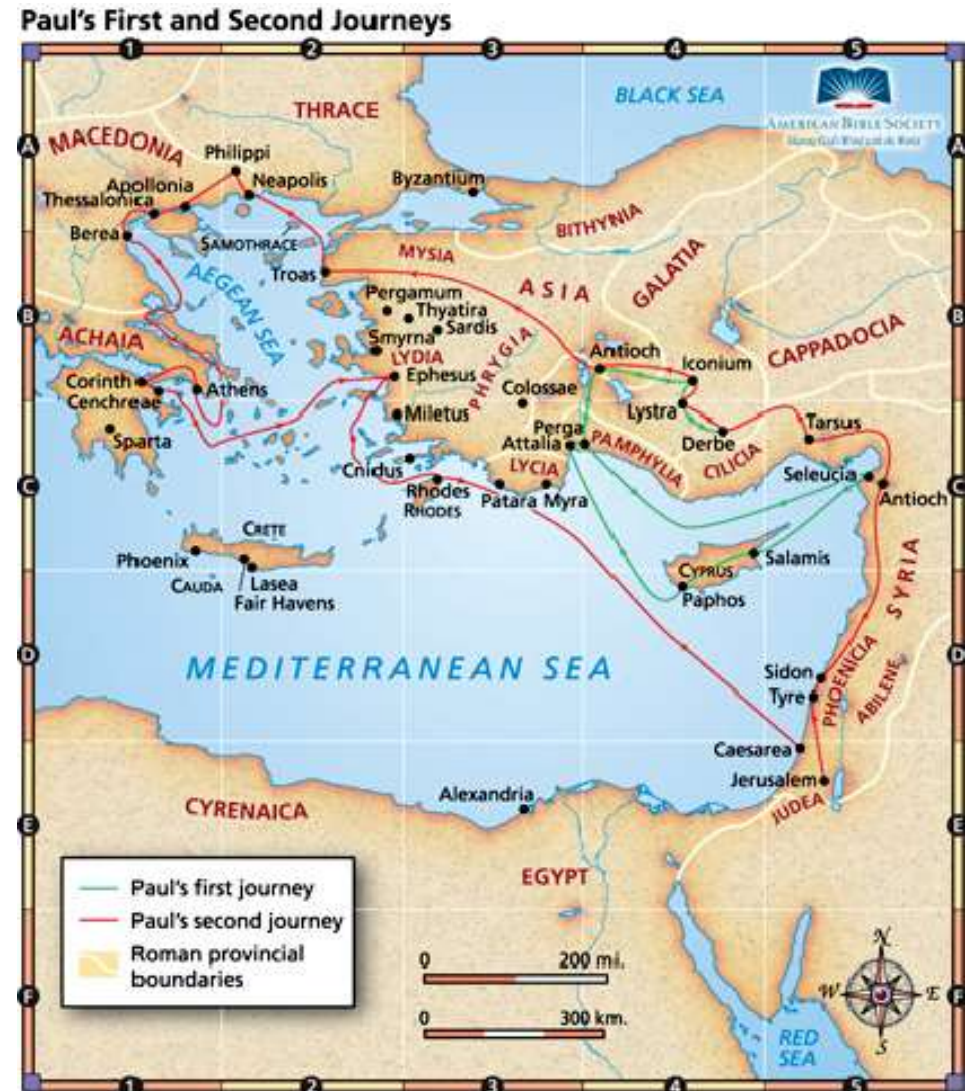 Paul's First and Second Journeys
1 2 3 4 5
BLACK SEA
AMERICAN BIBLE SOCIETY
THRACE
A A
MACEDONIA
Philippi
Neapolis
Byzantium
Apollonia
Thessalonica
BITHYNIA
Berea
SAMOTHRACE
MYSIA
GALATIA
Troas
AEGEAN SEA
ASIA
Pergamum
Thyatira
B B
Sardis
Smyrna
CAPPADOCIA
ACHAIA
LYDIA
PHRYGIA
Antioch
Iconium
Corinth
Athens
Ephesus
Colossae
Cenchreae
Miletus
Lystra
Tarsus
Sparta
Perga
Derbe
Attalia
PAMPHYLIA
CILICIA
Cnidus
LYCIA
Seleucia
C C
Rhodes
RHODES
Patara
Myra
Antioch
CRETE
Phoenix
Salamis
CYPRUS
CAUDA
Lasea
Paphos
Fair Havens
SYRIA
MEDITERRANEAN SEA
D D
Sidon
PHOENICIA
Tyre
ABILENE
Caesarea
Jerusalem
Alexandria
CYRENAICA
JUDEA
E E
EGYPT
Paul's first journey
Paul's second journey
Roman provincial
boundaries
0 200 mi.
0 300 km.
N
W E
S
F F
RED
SEA
1 2 3 4 5